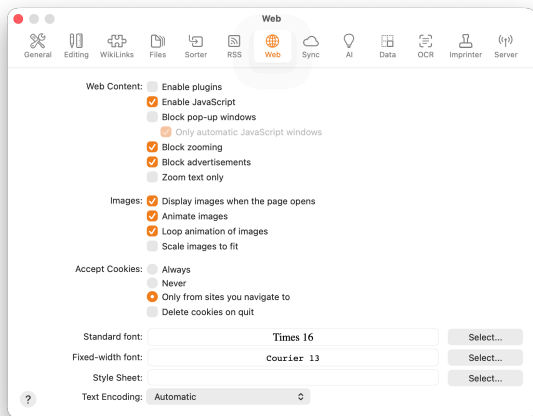 Web
General Editing WikiLinks Files Sorter RSS Web Sync AI Data OCR Imprinter Server
Web Content: Enable plugins
Enable JavaScript
Block pop-up windows
Only automatic JavaScript windows
Block zooming
Block advertisements
Zoom text only
Images: Display images when the page opens
Animate images
Loop animation of images
Scale images to fit
Accept Cookies: Always
Never
Only from sites you navigate to
Delete cookies on quit
Standard font: Times 16 Select...
Fixed-width font: Courier 13 Select...
Style Sheet: Select...
? Text Encoding: Automatic